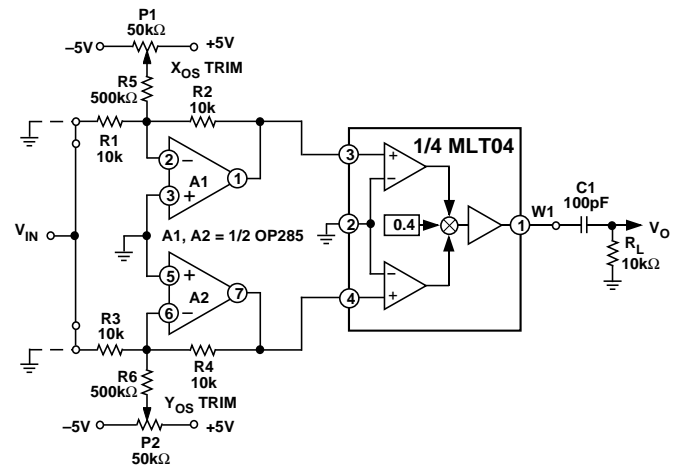 P1
50kΩ
–5V
+5V
XOS TRIM
R5
500kΩ
R2
10k
R1
10k
2
–
1
A1
3
+
VIN
A1, A2 = 1/2 OP285
5
+
A2
7
6
–
R3
10k
R4
10k
R6
500kΩ
YOS TRIM
–5V
+5V
P2
50kΩ
1/4 MLT04
3
+
–
2
0.4
–
+
4
1
W1
C1
100pF
VO
RL
10kΩ